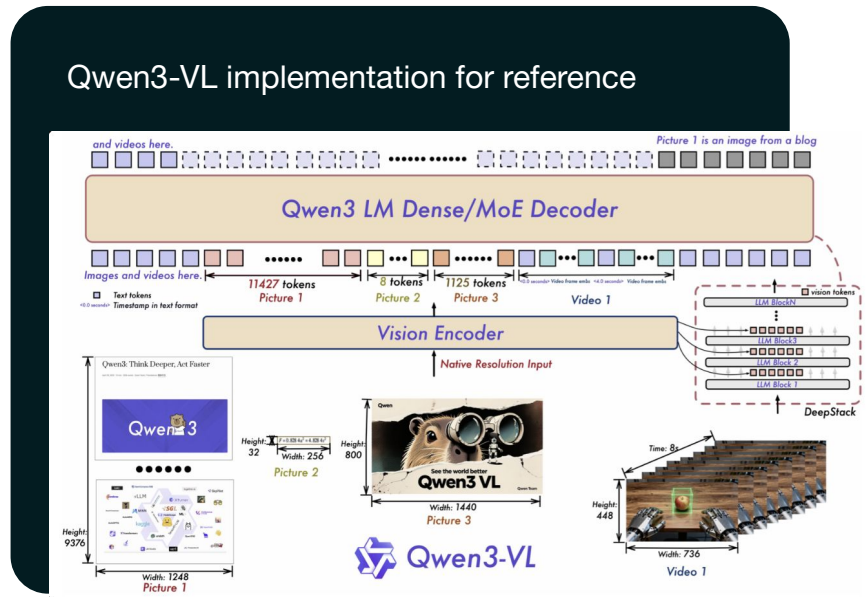 Qwen3-VL implementation for reference
and videos here.
Picture 1 is an image from a blog
Qwen3 LM Dense/MoE Decoder
Images and videos here.
11427 tokens
Picture 1
8 tokens
Picture 2
1125 tokens
Picture 3
<0.0 seconds> Video frame embs <4.0 seconds> Video frame embs
Video 1
Text tokens
<0.0 seconds> Timestamp in text format
vision tokens
LLM BlockN
LLM Block3
LLM Block 2
LLM Block 1
DeepStack
Vision Encoder
Native Resolution Input
Qwen3: Think Deeper, Act Faster
Qwen 3
Height:
9376
Width: 1248
Picture 1
Height:
32
Width: 256
Picture 2
Height:
800
Qwen
See the world better
Qwen3 VL
Qwen Team
Width: 1440
Picture 3
Time: 8s
Height:
448
Width: 736
Video 1
Qwen3-VL